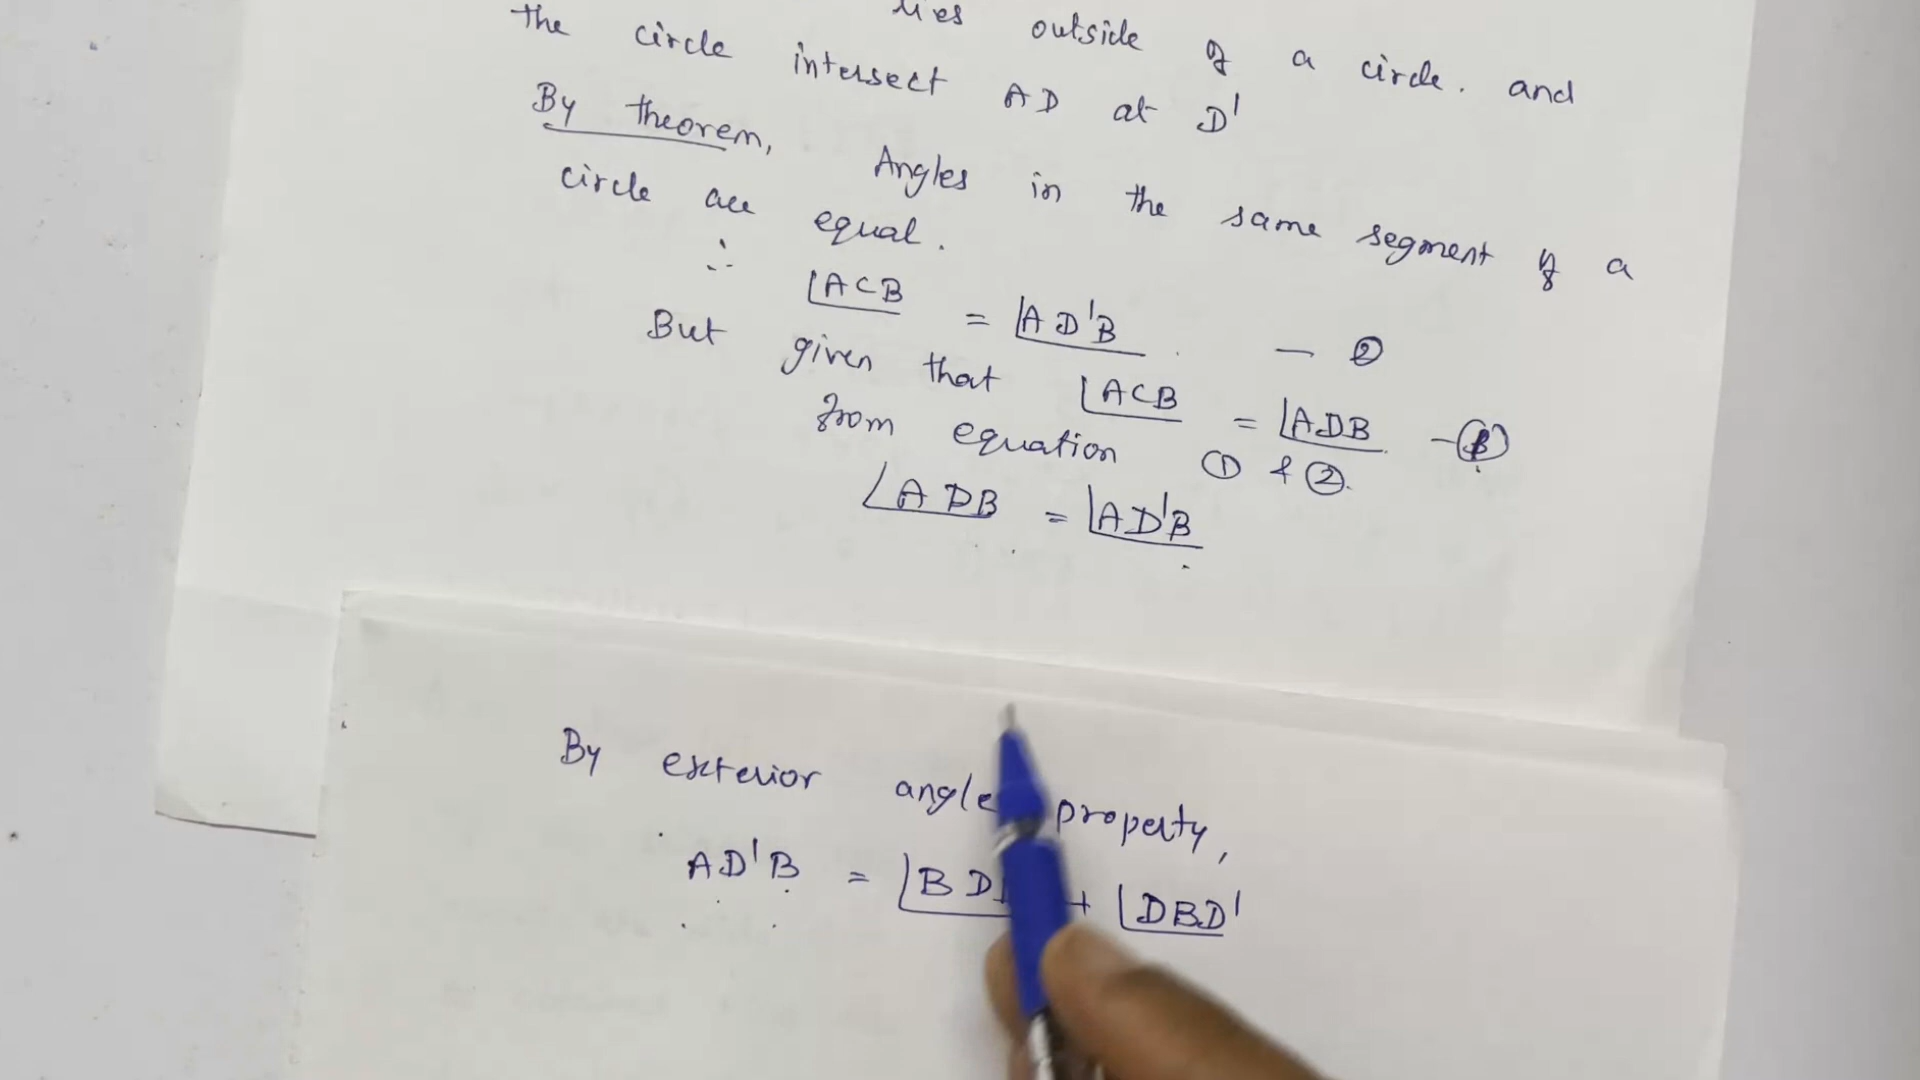 lies outside of a circle. and
the circle intersect AD at D'
By theorem, Angles in the same segment of a
circle are equal.
∴ ∠ACB = ∠AD'B — ②
But given that ∠ACB = ∠ADB —
from equation ① & ②.
∠ADB = ∠AD'B
By exterior angle property,
AD'B = + ∠DBD'